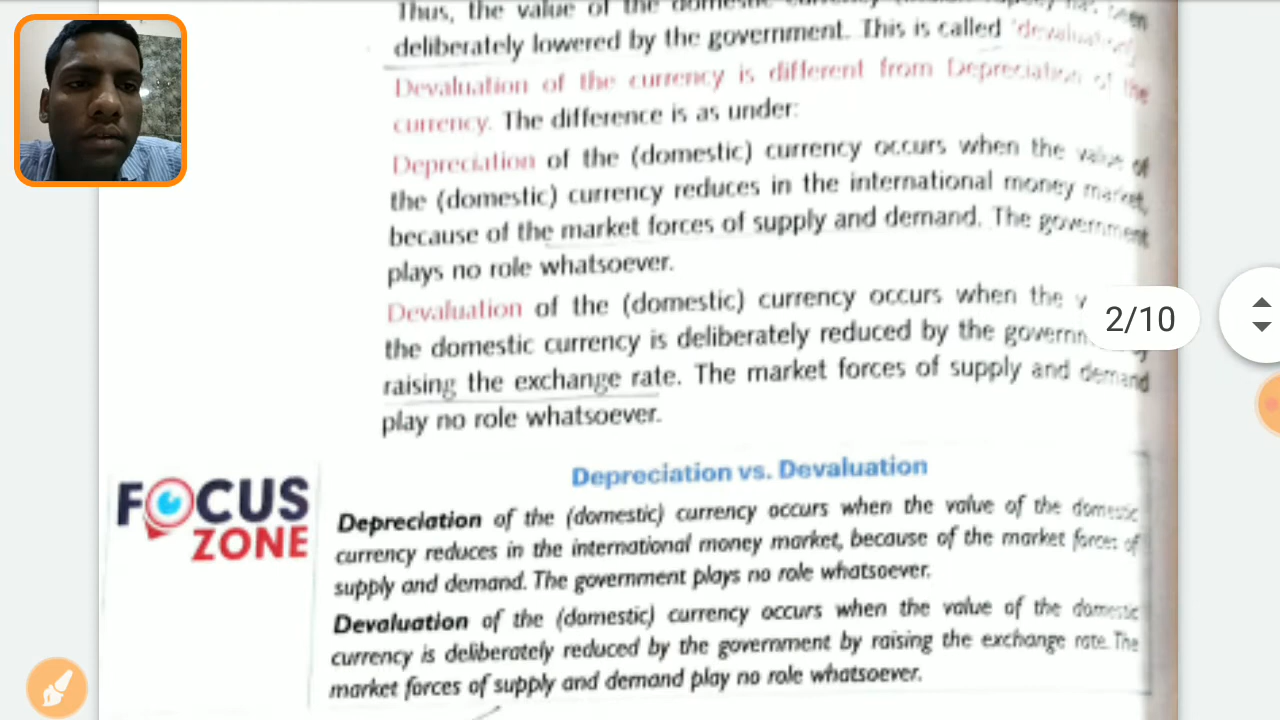 Thus, the value of the domestic
deliberately lowered by the government. This is called
Devaluation of the currency is different from Depreciation of the
currency. The difference is as under:
Depreciation of the (domestic) currency occurs when the value of
the (domestic) currency reduces in the international money market,
because of the market forces of supply and demand. The government
plays no role whatsoever.
Devaluation of the (domestic) currency occurs when the
the domestic currency is deliberately reduced by the
raising the exchange rate. The market forces of supply and demand
play no role whatsoever.
2/10
FOCUS
ZONE
Depreciation vs. Devaluation
Depreciation of the (domestic) currency occurs when the value of the domestic
currency reduces in the international money market, because of the market forces of
supply and demand. The government plays no role whatsoever.
Devaluation of the (domestic) currency occurs when the value of the domestic
currency is deliberately reduced by the government by raising the exchange rate. The
market forces of supply and demand play no role whatsoever.